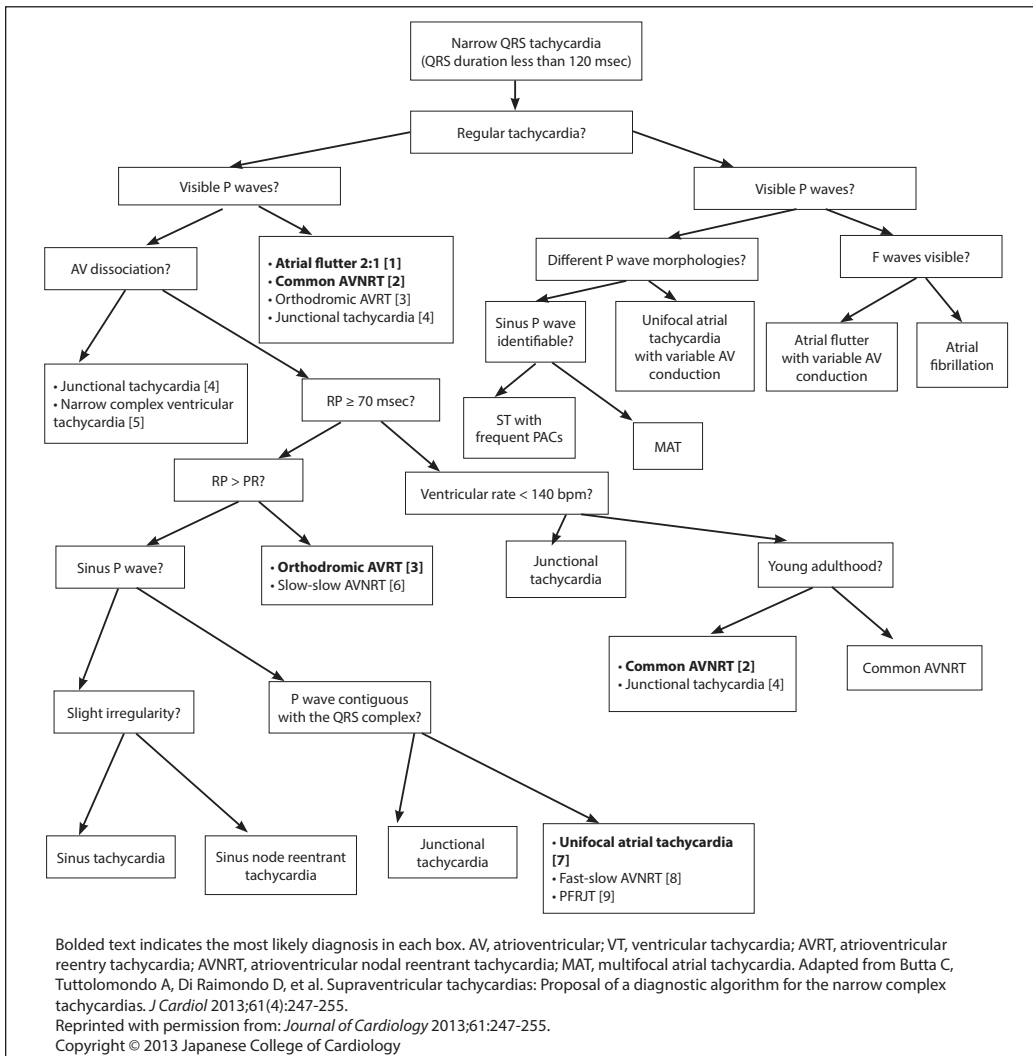 Narrow QRS tachycardia
(QRS duration less than 120 msec)
Regular tachycardia?
Visible P waves?
Visible P waves?
AV dissociation?
• Atrial flutter 2:1 [1]
• Common AVNRT [2]
• Orthodromic AVRT [3]
• Junctional tachycardia [4]
Different P wave morphologies?
F waves visible?
Sinus P wave
identifiable?
Unifocal atrial
tachycardia
with variable AV
conduction
Atrial flutter
with variable AV
conduction
Atrial
fibrillation
• Junctional tachycardia [4]
• Narrow complex ventricular
tachycardia [5]
RP ≥ 70 msec?
ST with
frequent PACs
MAT
RP > PR?
Ventricular rate < 140 bpm?
Sinus P wave?
• Orthodromic AVRT [3]
• Slow-slow AVNRT [6]
Junctional
tachycardia
Young adulthood?
• Common AVNRT [2]
• Junctional tachycardia [4]
Common AVNRT
Slight irregularity?
P wave contiguous
with the QRS complex?
Sinus tachycardia
Sinus node reentrant
tachycardia
Junctional
tachycardia
• Unifocal atrial tachycardia
[7]
• Fast-slow AVNRT [8]
• PFRJT [9]
Bolded text indicates the most likely diagnosis in each box. AV, atrioventricular; VT, ventricular tachycardia; AVRT, atrioventricular
reentry tachycardia; AVNRT, atrioventricular nodal reentrant tachycardia; MAT, multifocal atrial tachycardia. Adapted from Butta C,
Tuttolomondo A, Di Raimondo D, et al. Supraventricular tachycardias: Proposal of a diagnostic algorithm for the narrow complex
tachycardias. J Cardiol 2013;61(4):247-255.
Reprinted with permission from: Journal of Cardiology 2013;61:247-255.
Copyright © 2013 Japanese College of Cardiology